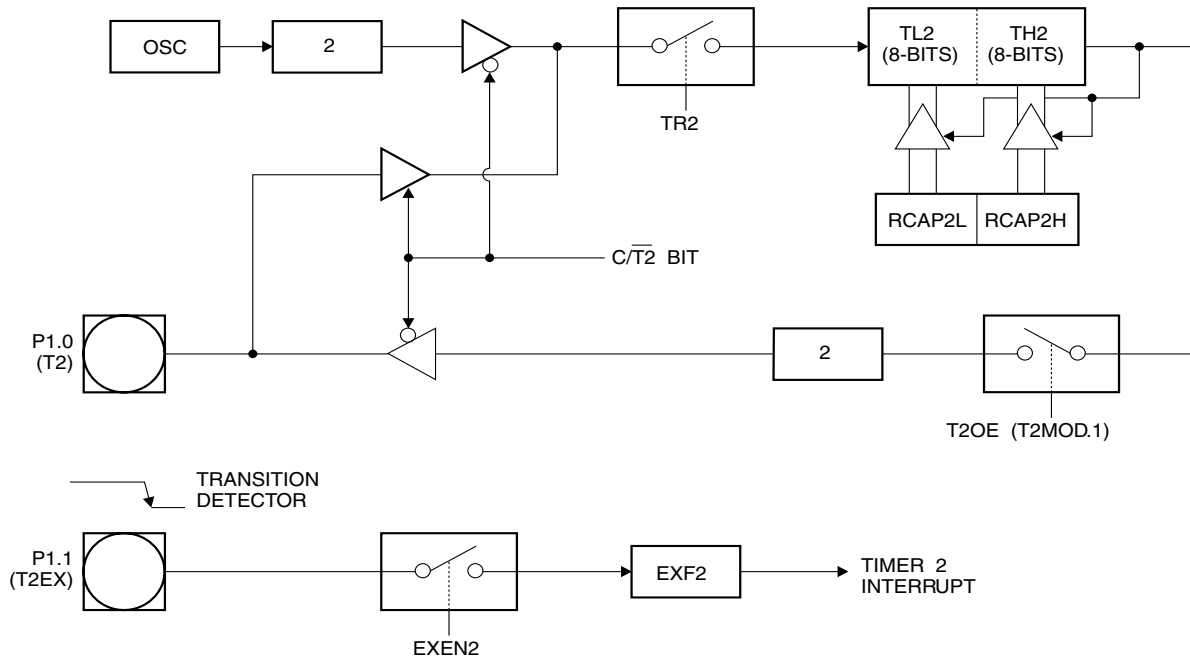 OSC
2
TR2
TL2
(8-BITS)
TH2
(8-BITS)
RCAP2L
RCAP2H
C/T̅2̅ BIT
P1.0
(T2)
2
T2OE (T2MOD.1)
TRANSITION
DETECTOR
P1.1
(T2EX)
EXEN2
EXF2
TIMER 2
INTERRUPT